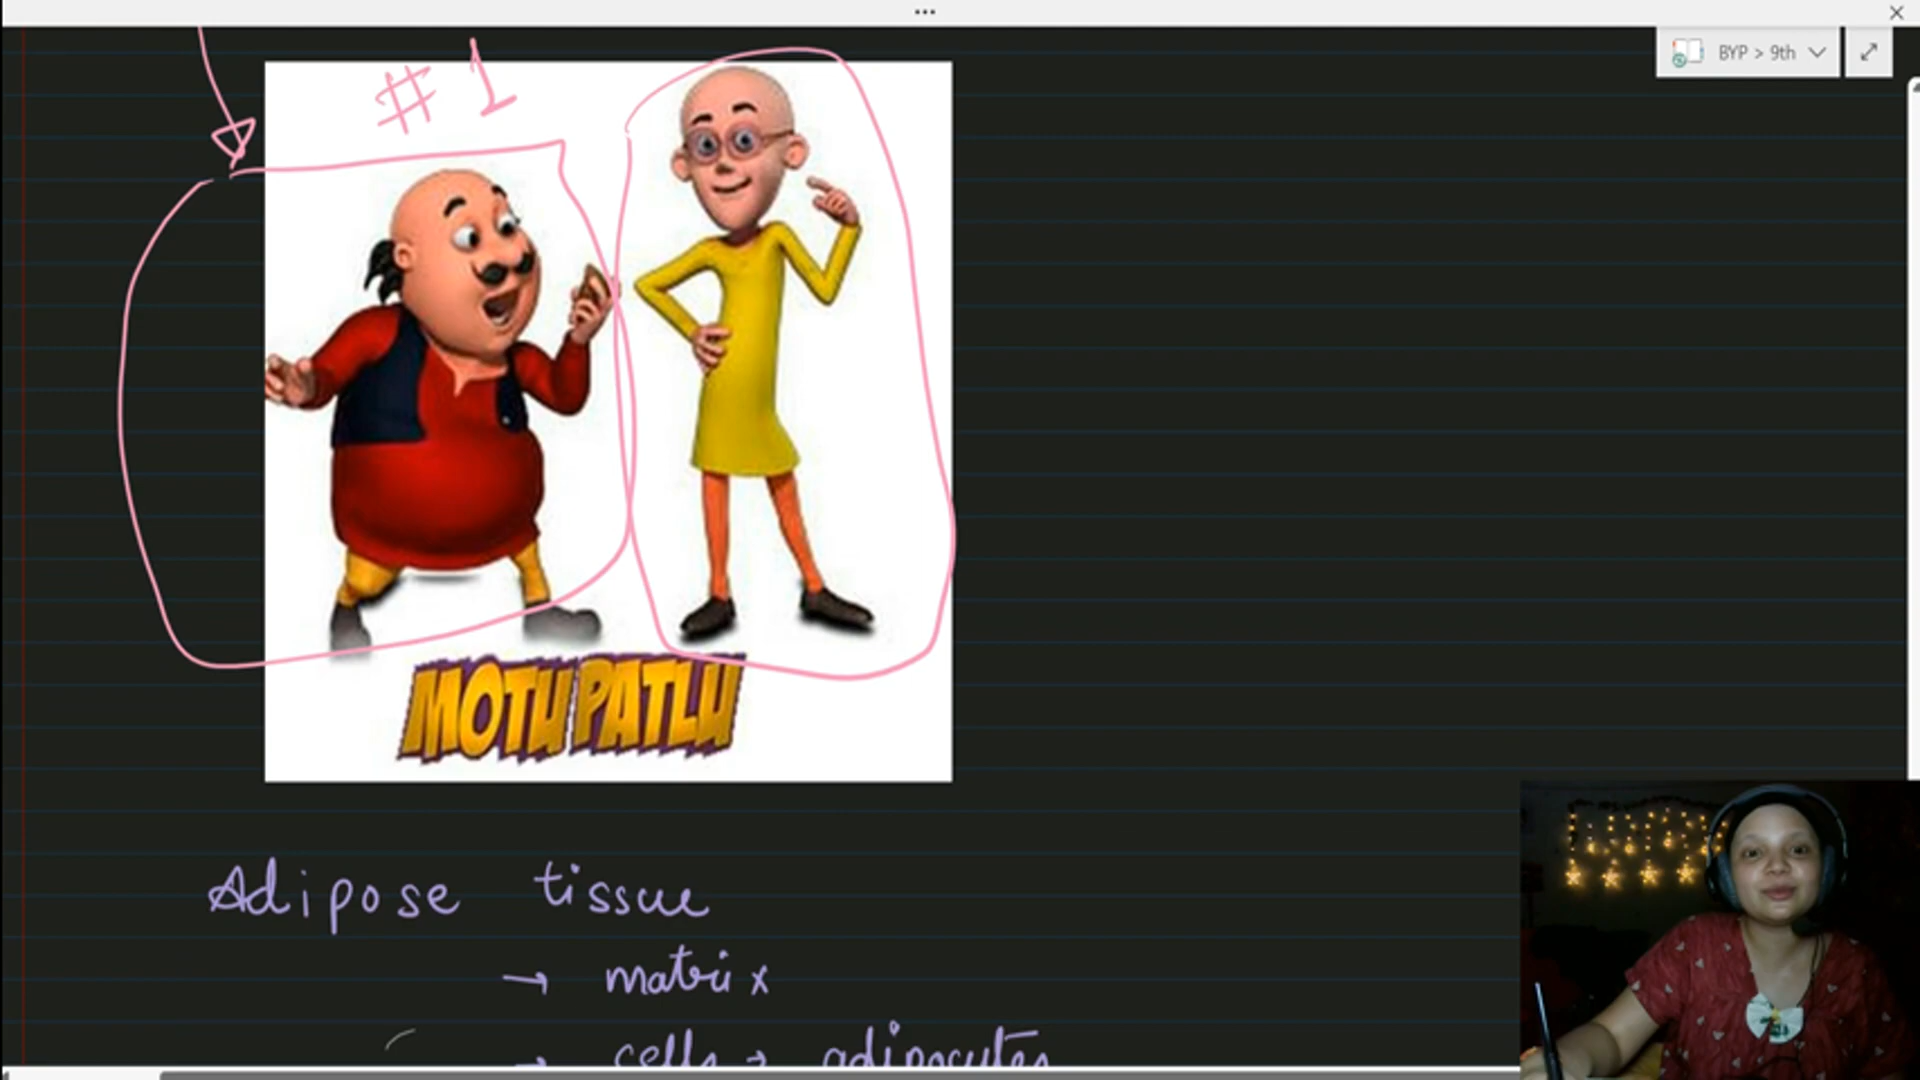 ...
BYP > 9th
# 1
MOTU PATLU
Adipose tissue
→ matrix
→ cells → adipocytes